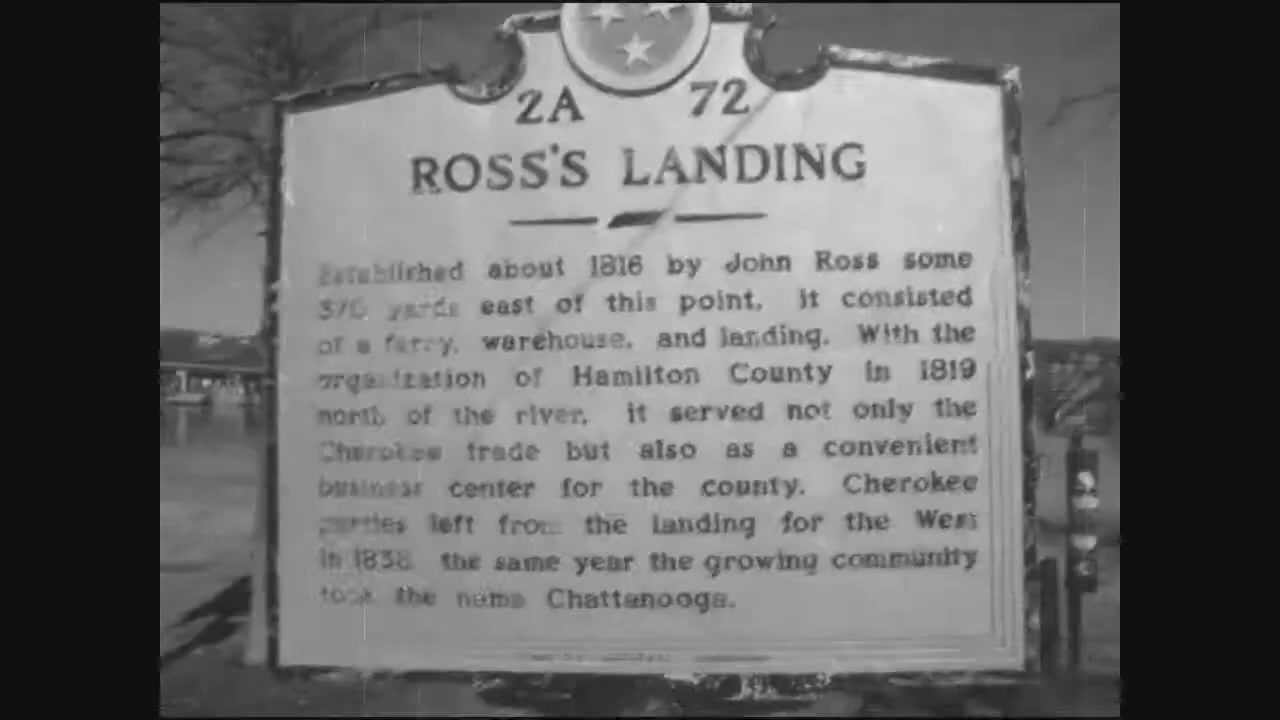 2A 72
ROSS'S LANDING
Established about 1816 by John Ross some
370 yards east of this point, it consisted
of a ferry, warehouse, and landing. With the
organization of Hamilton County in 1819
north of the river, it served not only the
Cherokee trade but also as a convenient
business center for the county. Cherokee
parties left from the landing for the West
in 1838 the same year the growing community
took the name Chattanooga.